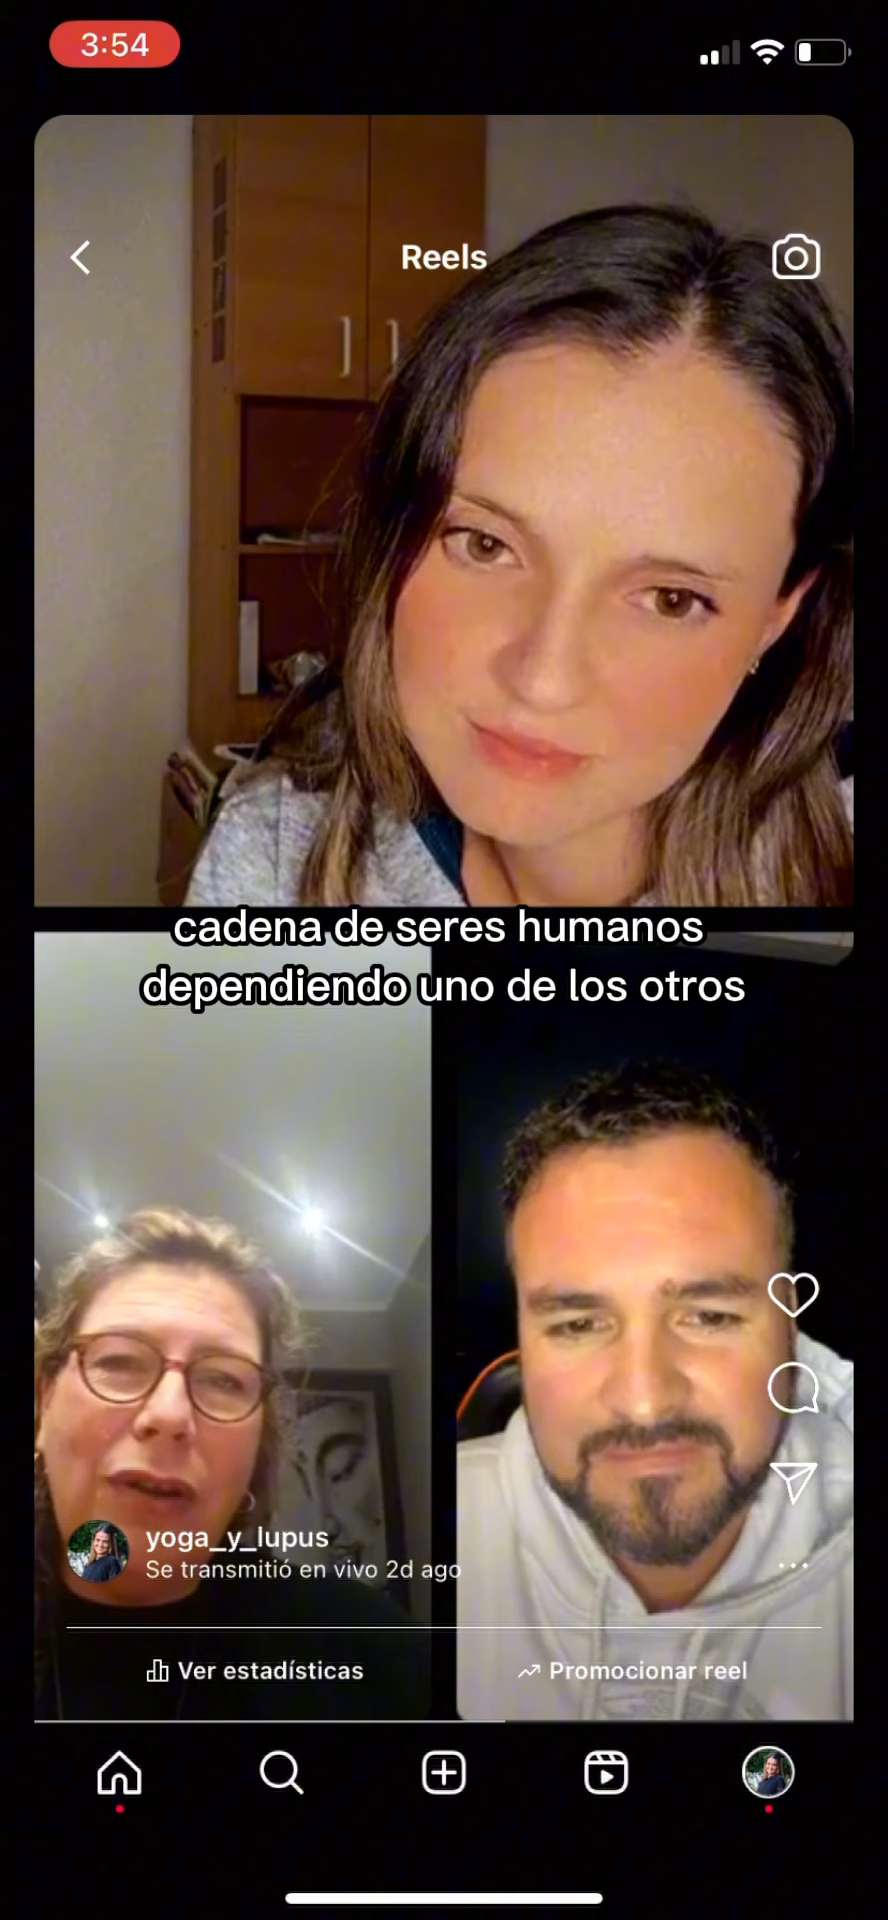 3:54
Reels
cadena de seres humanos
dependiendo uno de los otros
yoga_y_lupus
Se transmitió en vivo 2d ago
Ver estadísticas
Promocionar reel